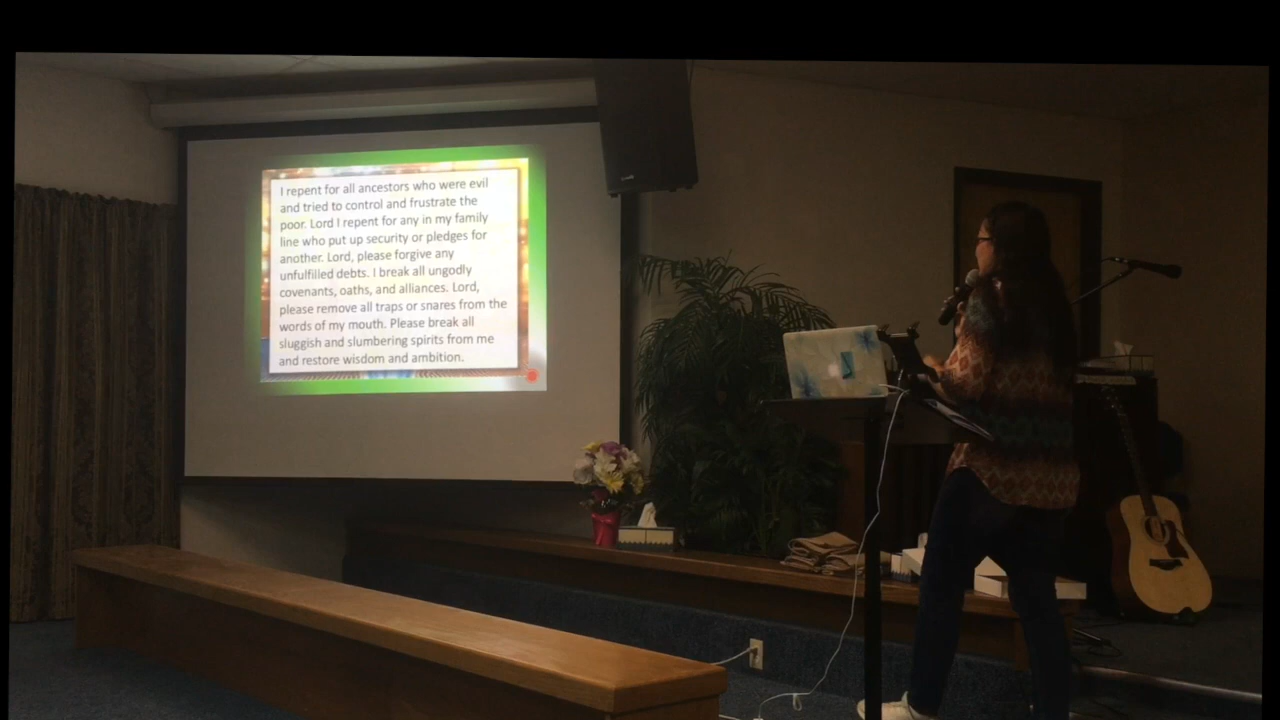 I repent for all ancestors who were evil
and tried to control and frustrate the
poor. Lord I repent for any in my family
line who put up security or pledges for
another. Lord, please forgive any
unfulfilled debts. I break all ungodly
covenants, oaths, and alliances. Lord,
please remove all traps or snares from the
words of my mouth. Please break all
sluggish and slumbering spirits from me
and restore wisdom and ambition.